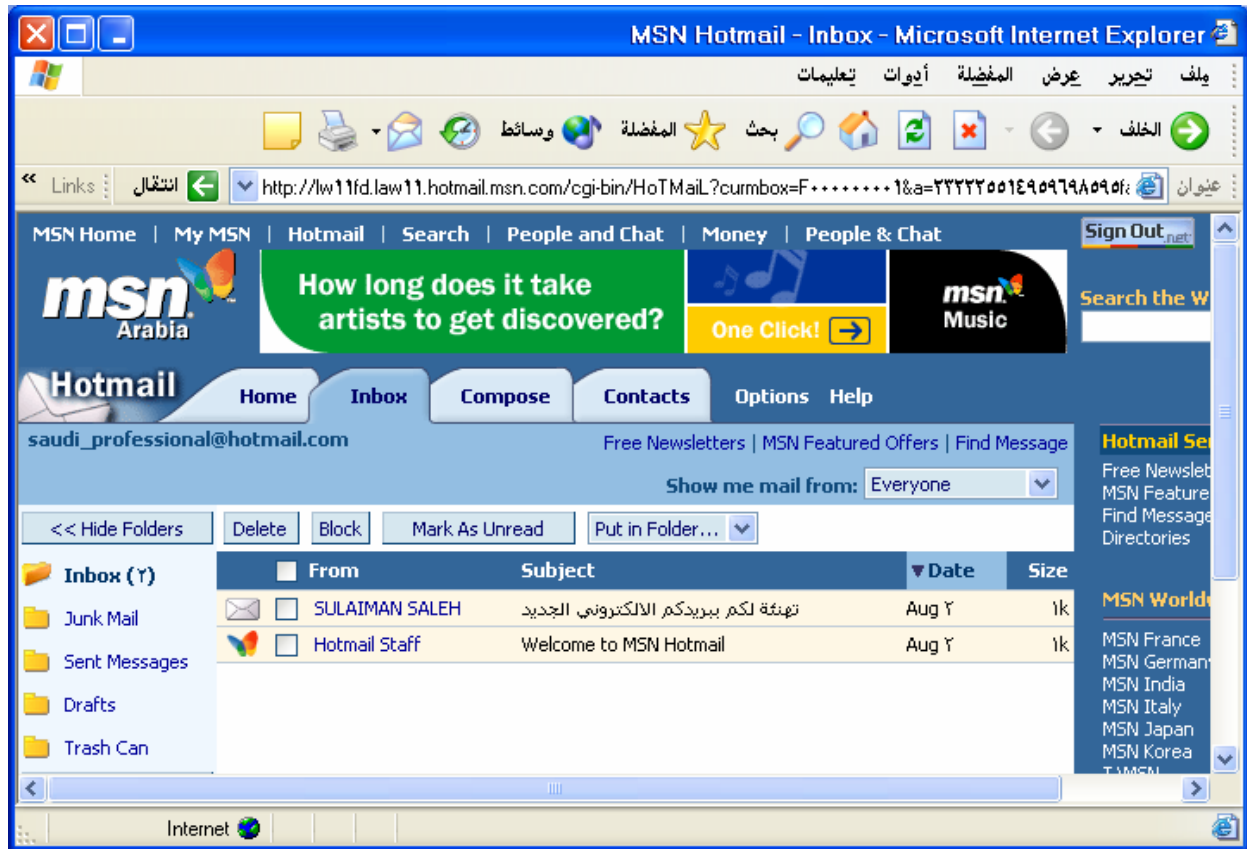 MSN Hotmail - Inbox - Microsoft Internet Explorer
ملف تحرير عرض المفضلة أدوات تعليمات
الخلف بحث المفضلة وسائط
عنوان http://lw11fd.law11.hotmail.msn.com/cgi-bin/HoTMaiL?curmbox=F٠٠٠٠٠٠٠٠1&a= انتقال Links
MSN Home | My MSN | Hotmail | Search | People and Chat | Money | People & Chat
Sign Out .net
msn Arabia
How long does it take
artists to get discovered?
One Click!
msn Music
Search the W
Hotmail Home Inbox Compose Contacts Options Help
saudi_professional@hotmail.com Free Newsletters | MSN Featured Offers | Find Message
Show me mail from: Everyone
<< Hide Folders Delete Block Mark As Unread Put in Folder...
Inbox (٢)
Junk Mail
Sent Messages
Drafts
Trash Can
From Subject Date Size
SULAIMAN SALEH تهنئة لكم ببريدكم الالكتروني الجديد Aug ٢ ١k
Hotmail Staff Welcome to MSN Hotmail Aug ٢ ١k
Hotmail Se
Free Newslet
MSN Feature
Find Message
Directories
MSN World
MSN France
MSN German
MSN India
MSN Italy
MSN Japan
MSN Korea
Internet